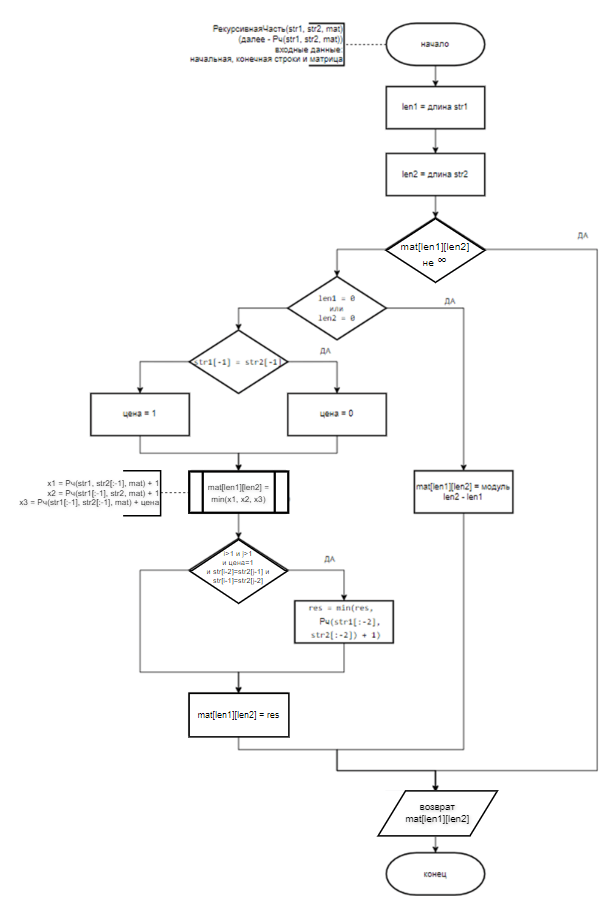 РекурсивнаяЧасть(str1, str2, mat)
(далее - Рч(str1, str2, mat))
входные данные:
начальная, конечная строки и матрица
начало
len1 = длина str1
len2 = длина str2
mat[len1][len2]
не ∞
ДА
len1 = 0
или
len2 = 0
ДА
str1[-1] = str2[-1]
ДА
цена = 1
цена = 0
x1 = Рч(str1, str2[:-1], mat) + 1
x2 = Рч(str1[:-1], str2, mat) + 1
x3 = Рч(str1[:-1], str2[:-1], mat) + цена
mat[len1][len2] =
min(x1, x2, x3)
mat[len1][len2] = модуль
len2 - len1
i>1 и j>1
и цена=1
и str[i-2]=str2[j-1] и
str[i-1]=str2[j-2]
ДА
res = min(res,
Рч(str1[:-2],
str2[:-2]) + 1)
mat[len1][len2] = res
возврат
mat[len1][len2]
конец